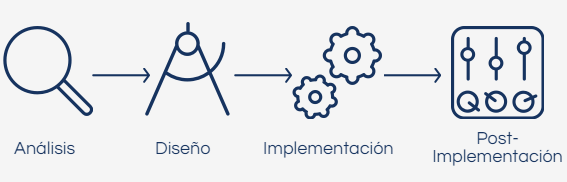 Análisis
Diseño
Implementación
Post-
Implementación